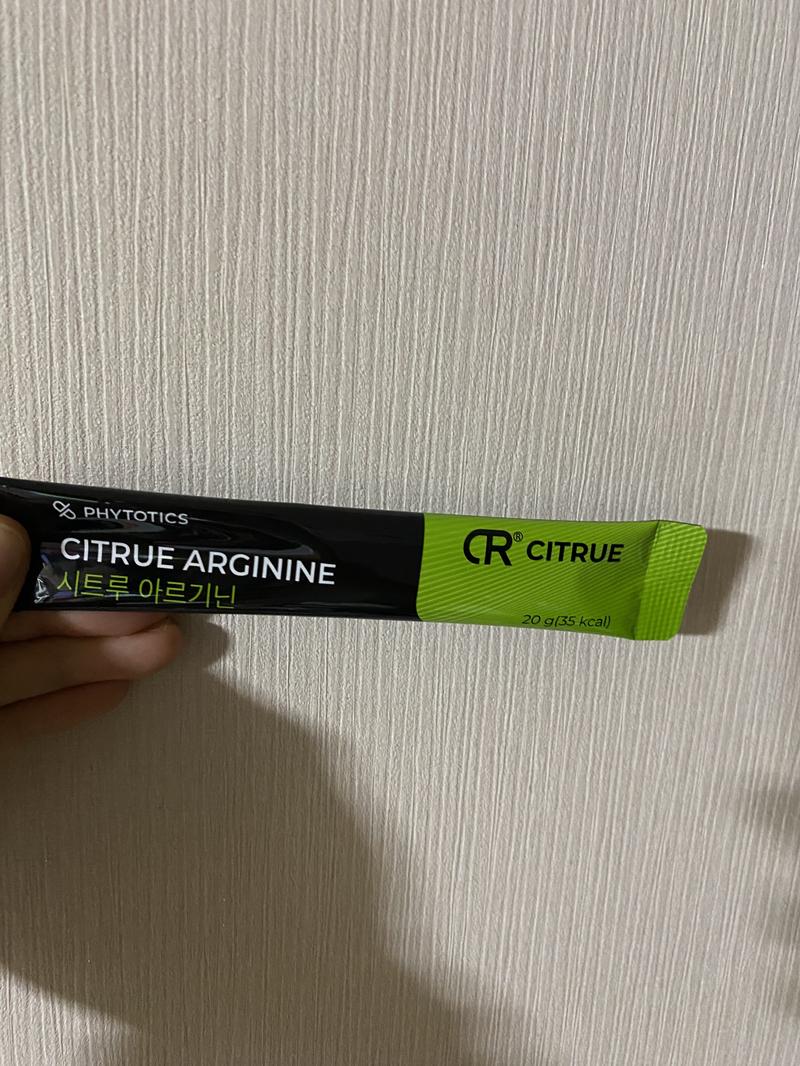 PHYTOTICS
CITRUE ARGININE
시트루 아르기닌
CR® CITRUE
20 g(35 kcal)